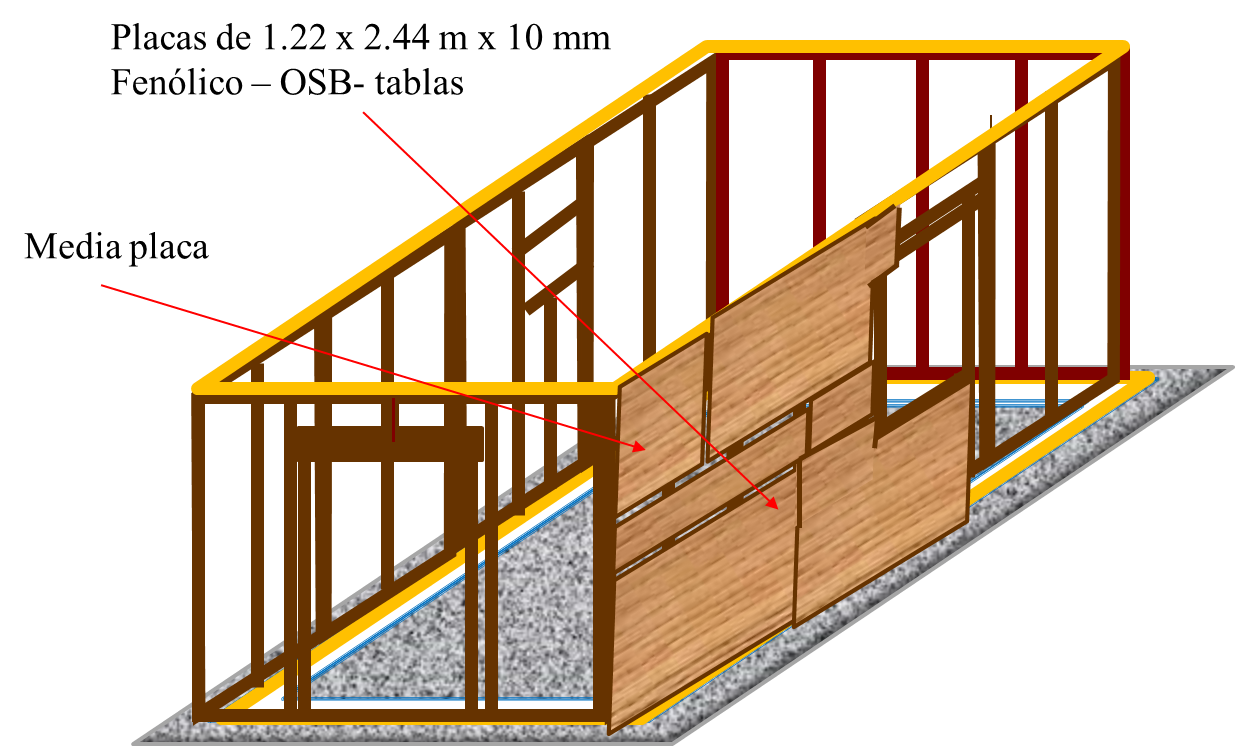 Placas de 1.22 x 2.44 m x 10 mm
Fenólico – OSB- tablas
Media placa